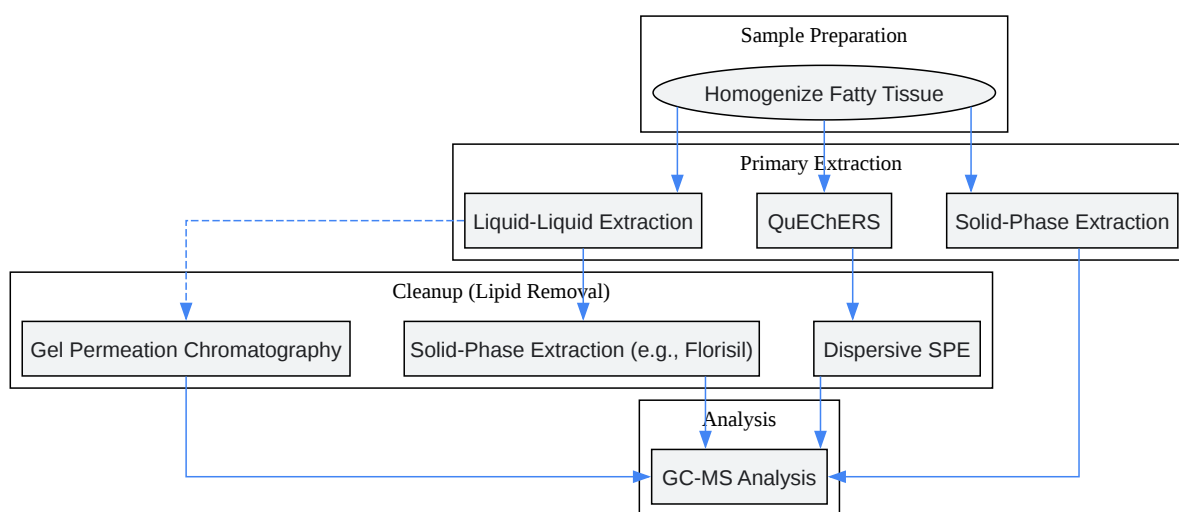 Sample Preparation
Homogenize Fatty Tissue
Primary Extraction
Liquid-Liquid Extraction
QuEChERS
Solid-Phase Extraction
Cleanup (Lipid Removal)
Gel Permeation Chromatography
Solid-Phase Extraction (e.g., Florisil)
Dispersive SPE
Analysis
GC-MS Analysis